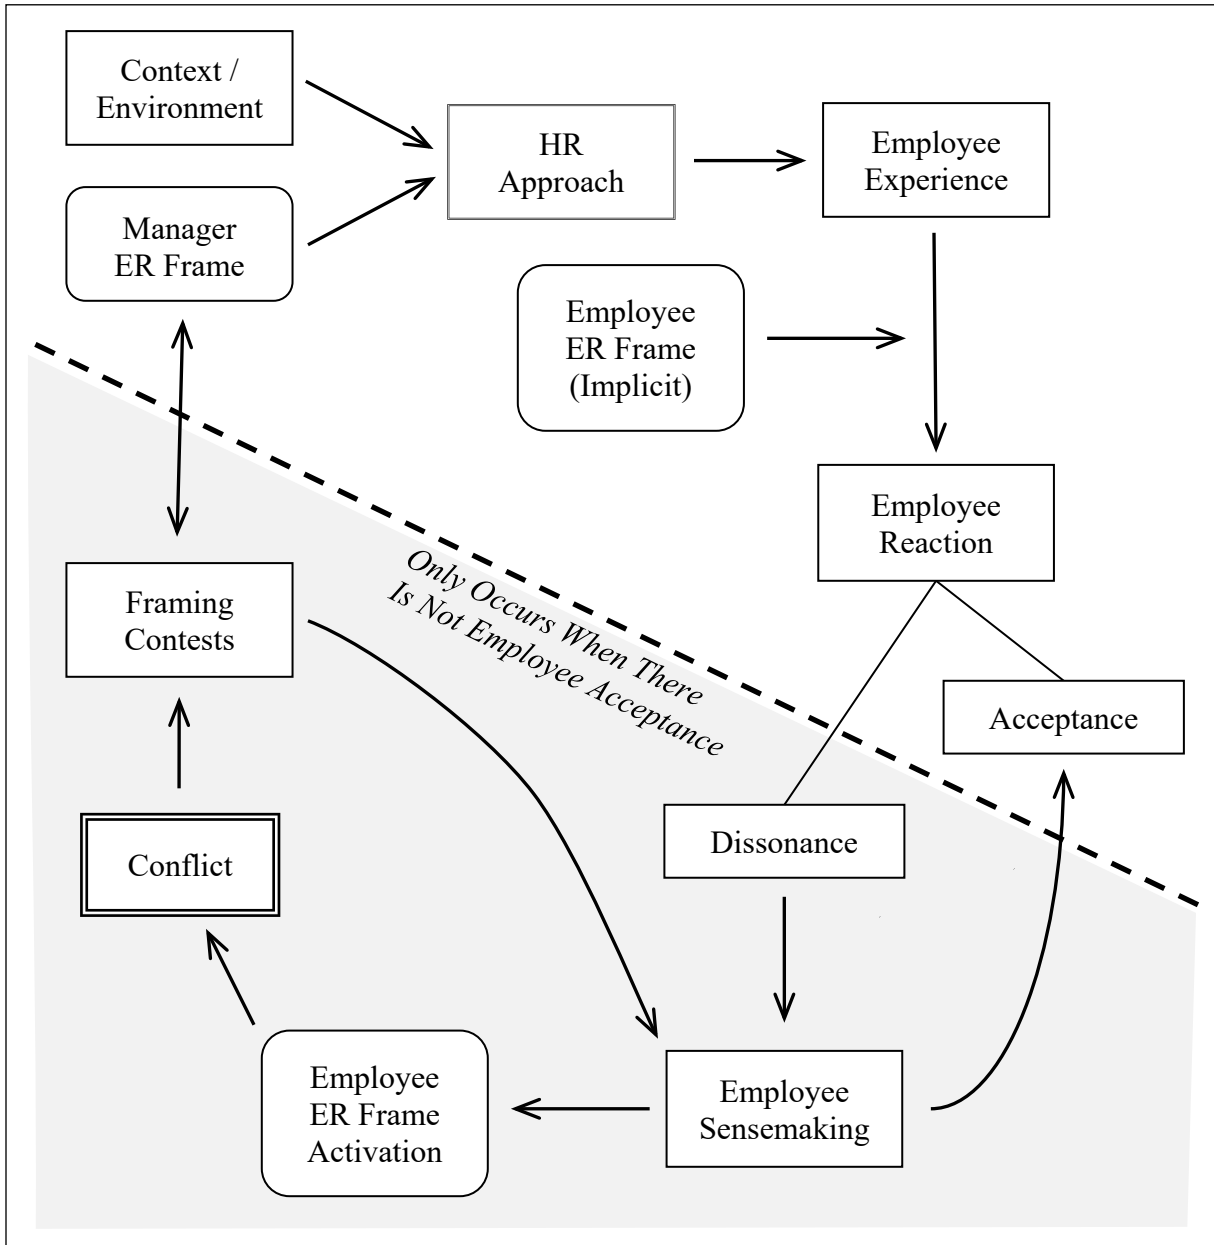 Context /
Environment
HR
Approach
Employee
Experience
Manager
ER Frame
Employee
ER Frame
(Implicit)
Employee
Reaction
Only Occurs When There
Is Not Employee Acceptance
Framing
Contests
Acceptance
Dissonance
Conflict
Employee
ER Frame
Activation
Employee
Sensemaking